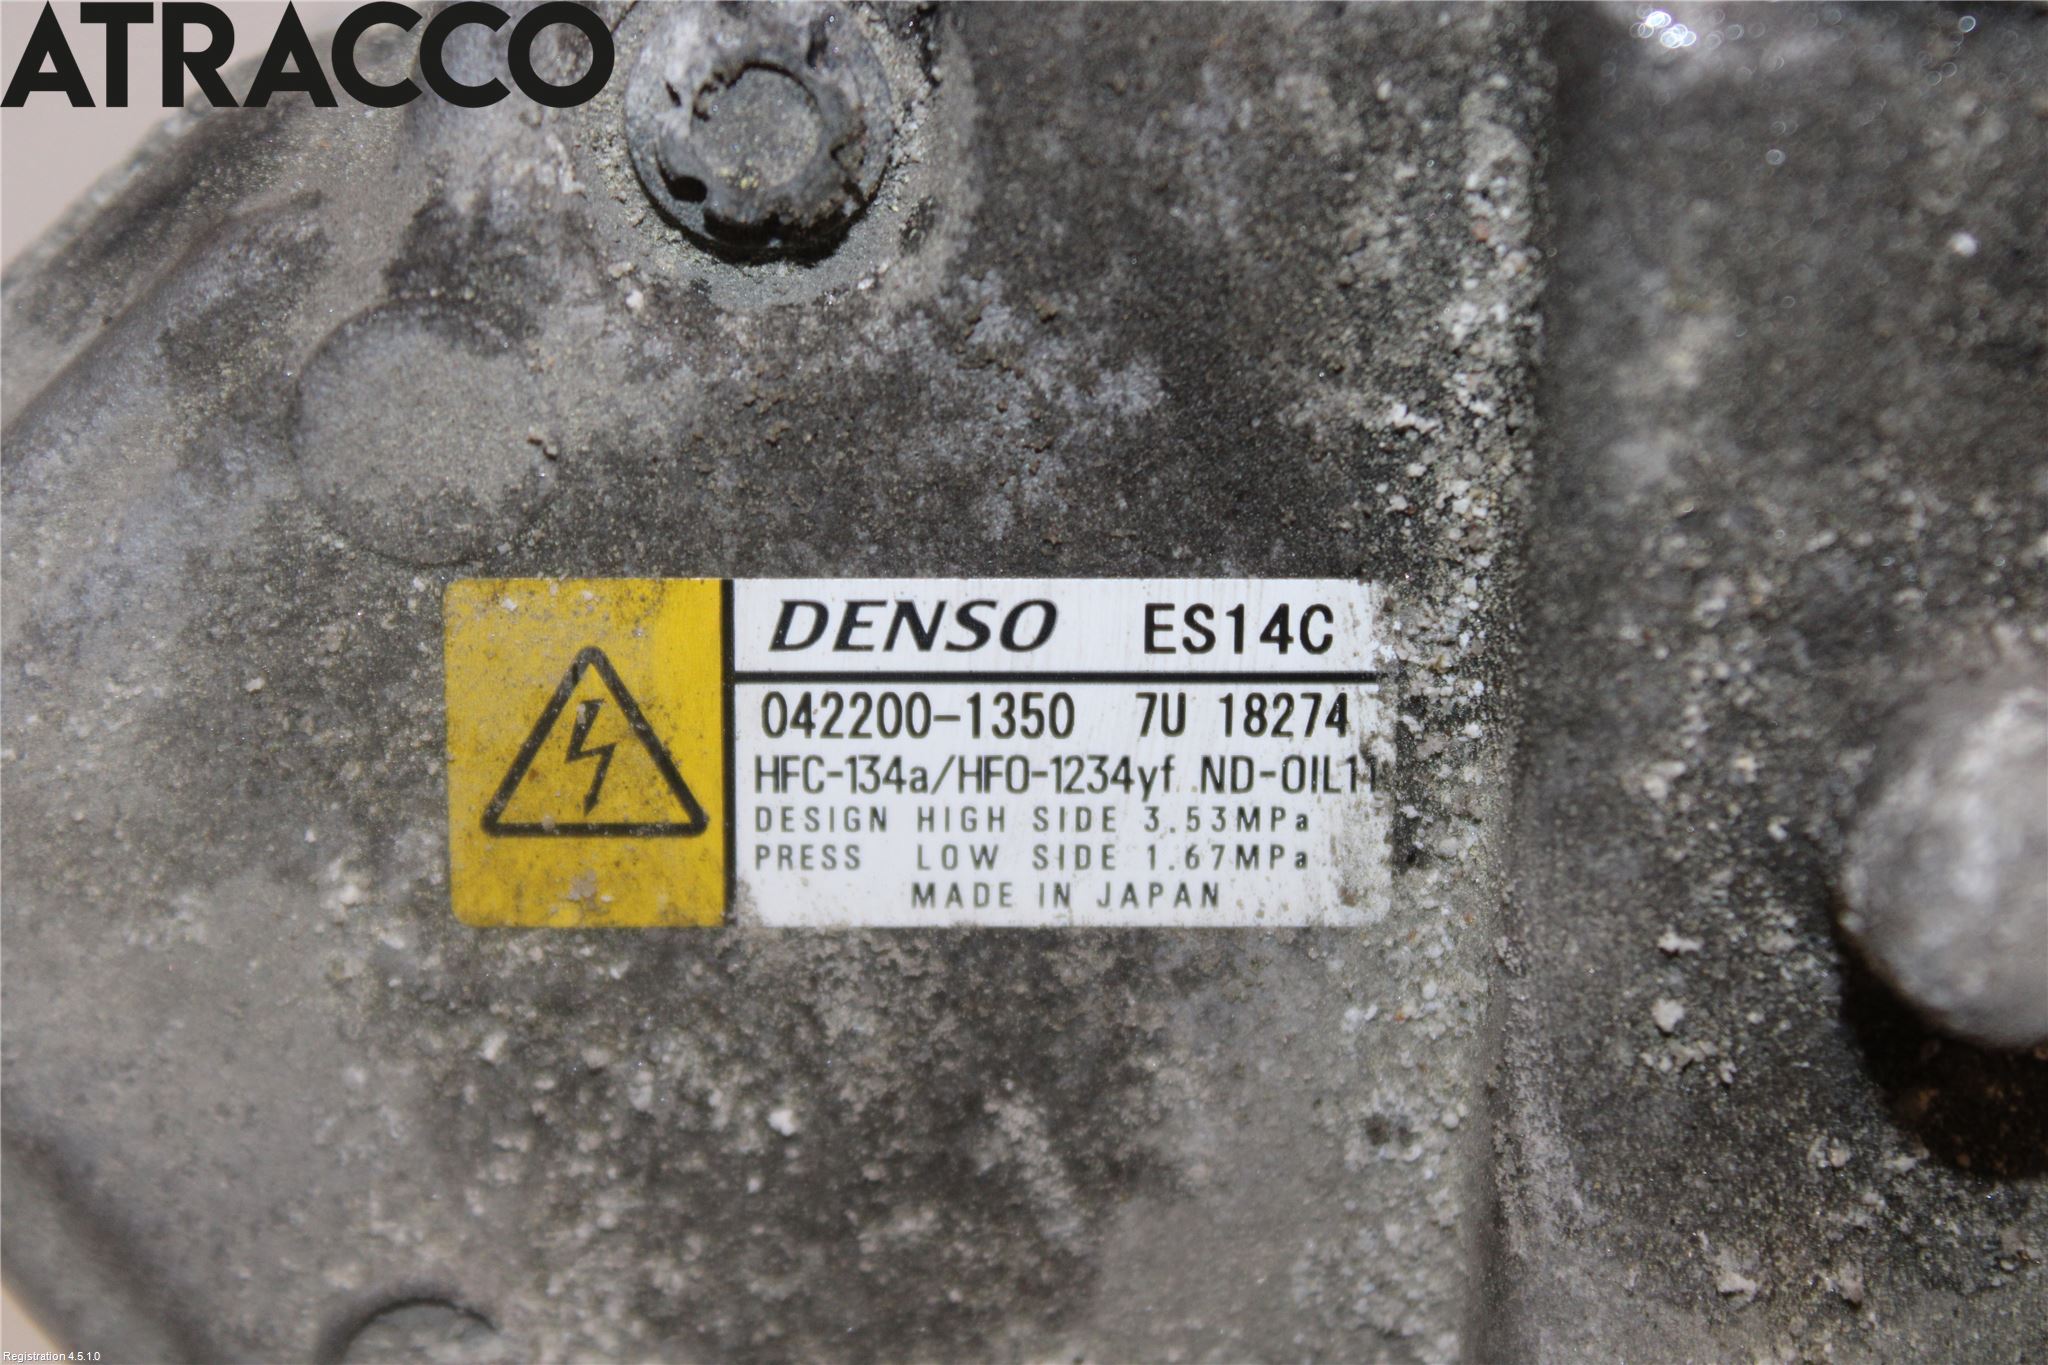 ATRACCO
DENSO ES14C
042200-1350 7U 18274
HFC-134a/HFO-1234yf ND-OIL11
DESIGN HIGH SIDE 3.53MPa
PRESS LOW SIDE 1.67MPa
MADE IN JAPAN
Registration 4.5.1.0